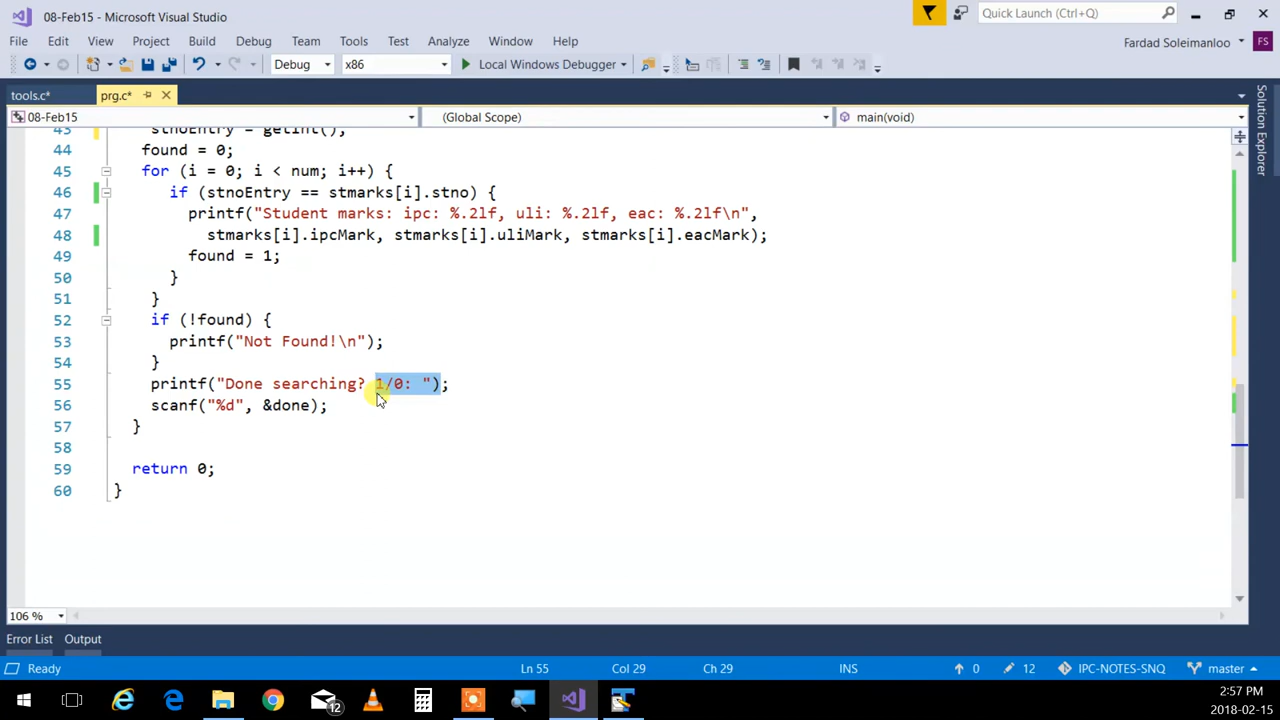 08-Feb15 - Microsoft Visual Studio
Quick Launch (Ctrl+Q)
File Edit View Project Build Debug Team Tools Test Analyze Window Help
Fardad Soleimanloo FS
Debug x86 Local Windows Debugger
tools.c* prg.c*
08-Feb15 (Global Scope) main(void)
Solution Explorer
43 stnoEntry = getInt();
44 found = 0;
45 for (i = 0; i < num; i++) {
46 if (stnoEntry == stmarks[i].stno) {
47 printf("Student marks: ipc: %.2lf, uli: %.2lf, eac: %.2lf\n",
48 stmarks[i].ipcMark, stmarks[i].uliMark, stmarks[i].eacMark);
49 found = 1;
50 }
51 }
52 if (!found) {
53 printf("Not Found!\n");
54 }
55 printf("Done searching? 1/0: ");
56 scanf("%d", &done);
57 }
58
59 return 0;
60 }
106 %
Error List Output
Ready Ln 55 Col 29 Ch 29 INS 0 12 IPC-NOTES-SNQ master
12
2:57 PM
2018-02-15